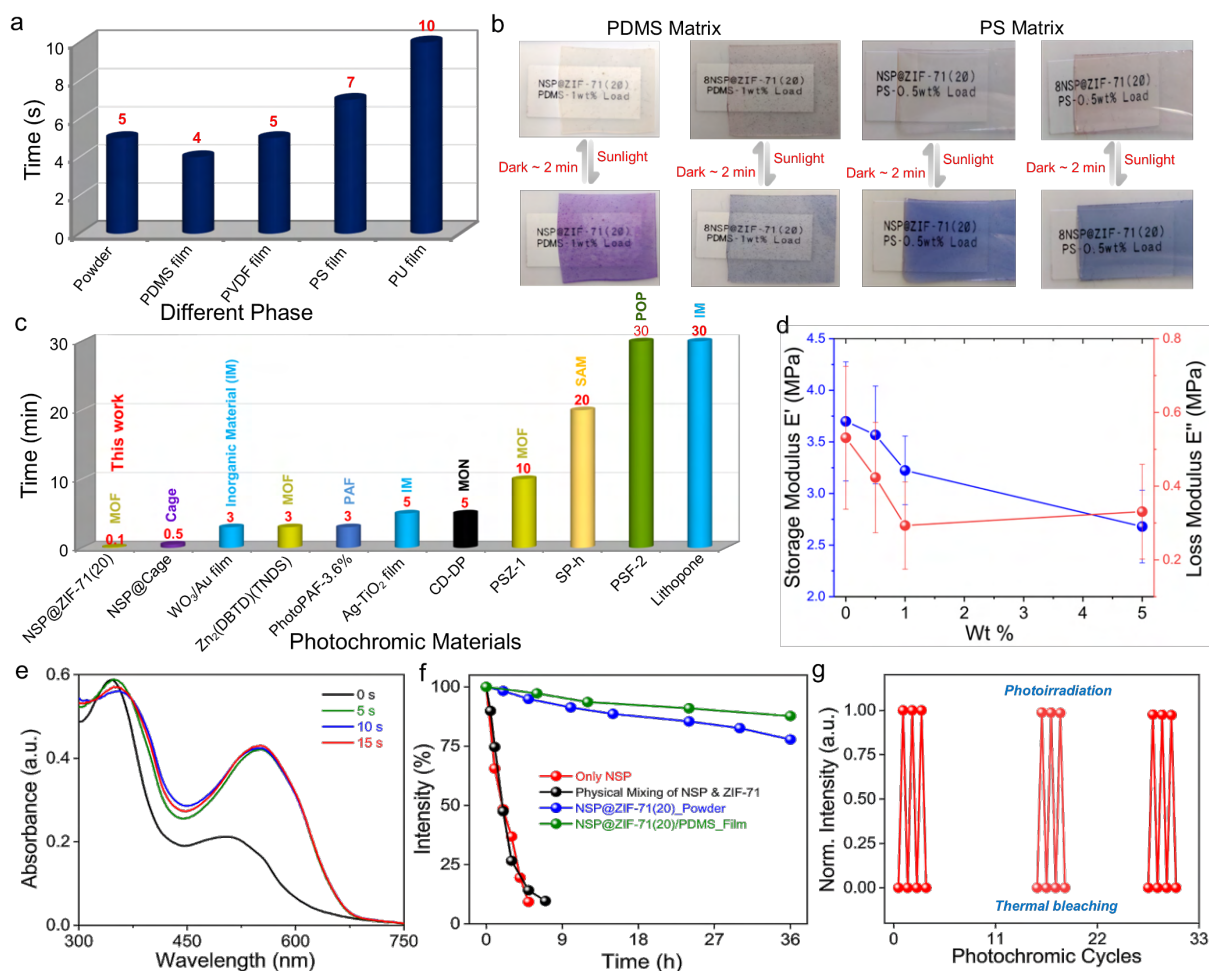 a
Time (s)
10
8
6
4
2
0
5
4
5
7
10
Powder
PDMS film
PVDF film
PS film
PU film
Different Phase
b
PDMS Matrix
PS Matrix
NSP@ZIF-71(20)
PDMS-1wt% Load
8NSP@ZIF-71(20)
PDMS-1wt% Load
NSP@ZIF-71(20)
PS-0.5wt% Load
8NSP@ZIF-71(20)
PS-0.5wt% Load
Dark ~ 2 min
Sunlight
Dark ~ 2 min
Sunlight
Dark ~ 2 min
Sunlight
Dark ~ 2 min
Sunlight
NSP@ZIF-71(20)
PDMS-1wt% Load
8NSP@ZIF-71(20)
PDMS-1wt% Load
NSP@ZIF-71(20)
PS-0.5wt% Load
8NSP@ZIF-71(20)
PS-0.5wt% Load
c
Time (min)
30
20
10
0
This work
MOF
0.1
Cage
0.5
Inorganic Material (IM)
3
MOF
3
PAF
3
IM
5
MON
5
MOF
10
SAM
20
POP
30
IM
30
NSP@ZIF-71(20)
NSP@Cage
WO₃/Au film
Zn₂(DBTD)(TNDS)
PhotoPAF-3.6%
Ag-TiO₂ film
CD-DP
PSZ-1
SP-h
PSF-2
Lithopone
Photochromic Materials
d
Storage Modulus E' (MPa)
4.5
4.0
3.5
3.0
2.5
2.0
0.8
0.6
0.4
0.2
Loss Modulus E" (MPa)
0 1 2 3 4 5
Wt %
e
Absorbance (a.u.)
0.6
0.4
0.2
0.0
0 s
5 s
10 s
15 s
300 450 600 750
Wavelength (nm)
f
Intensity (%)
100
75
50
25
0
Only NSP
Physical Mixing of NSP & ZIF-71
NSP@ZIF-71(20)_Powder
NSP@ZIF-71(20)/PDMS_Film
0 9 18 27 36
Time (h)
g
Norm. Intensity (a.u.)
1.00
0.75
0.50
0.25
0.00
Photoirradiation
Thermal bleaching
0 11 22 33
Photochromic Cycles